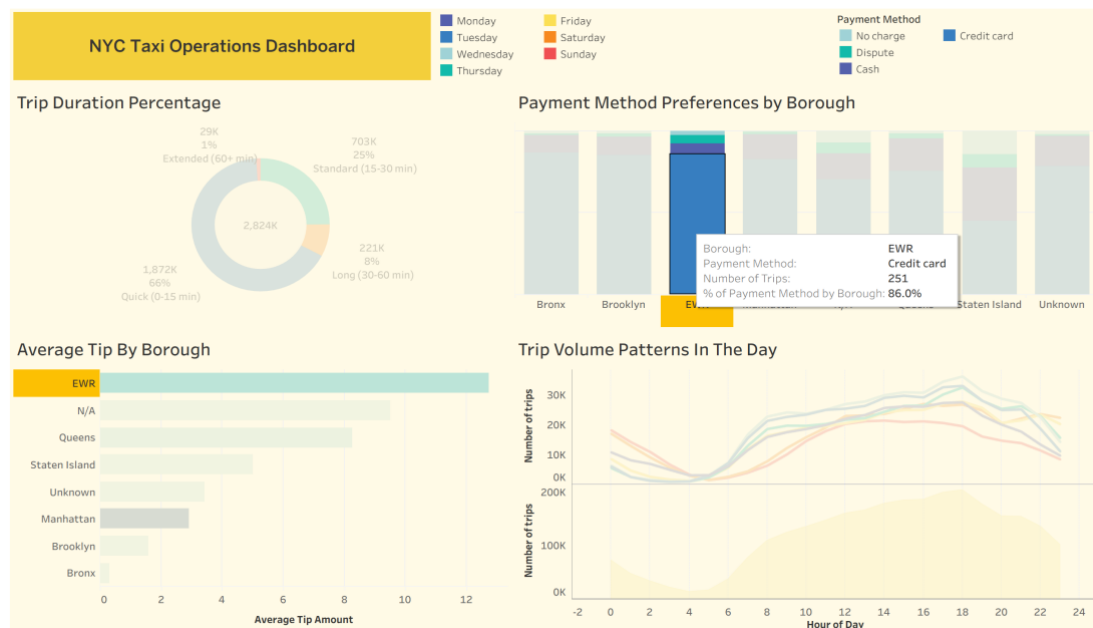 NYC Taxi Operations Dashboard
Monday
Tuesday
Wednesday
Thursday
Friday
Saturday
Sunday
Payment Method
No charge
Dispute
Cash
Credit card
Trip Duration Percentage
29K
1%
Extended (60+ min)
703K
25%
Standard (15-30 min)
2,824K
221K
8%
Long (30-60 min)
1,872K
66%
Quick (0-15 min)
Payment Method Preferences by Borough
Borough: EWR
Payment Method: Credit card
Number of Trips: 251
% of Payment Method by Borough: 86.0%
Bronx
Brooklyn
Staten Island
Unknown
Average Tip By Borough
EWR
N/A
Queens
Staten Island
Unknown
Manhattan
Brooklyn
Bronx
0 2 4 6 8 10 12
Average Tip Amount
Trip Volume Patterns In The Day
Number of trips
30K
20K
10K
0K
Number of trips
200K
100K
0K
-2 0 2 4 6 8 10 12 14 16 18 20 22 24
Hour of Day